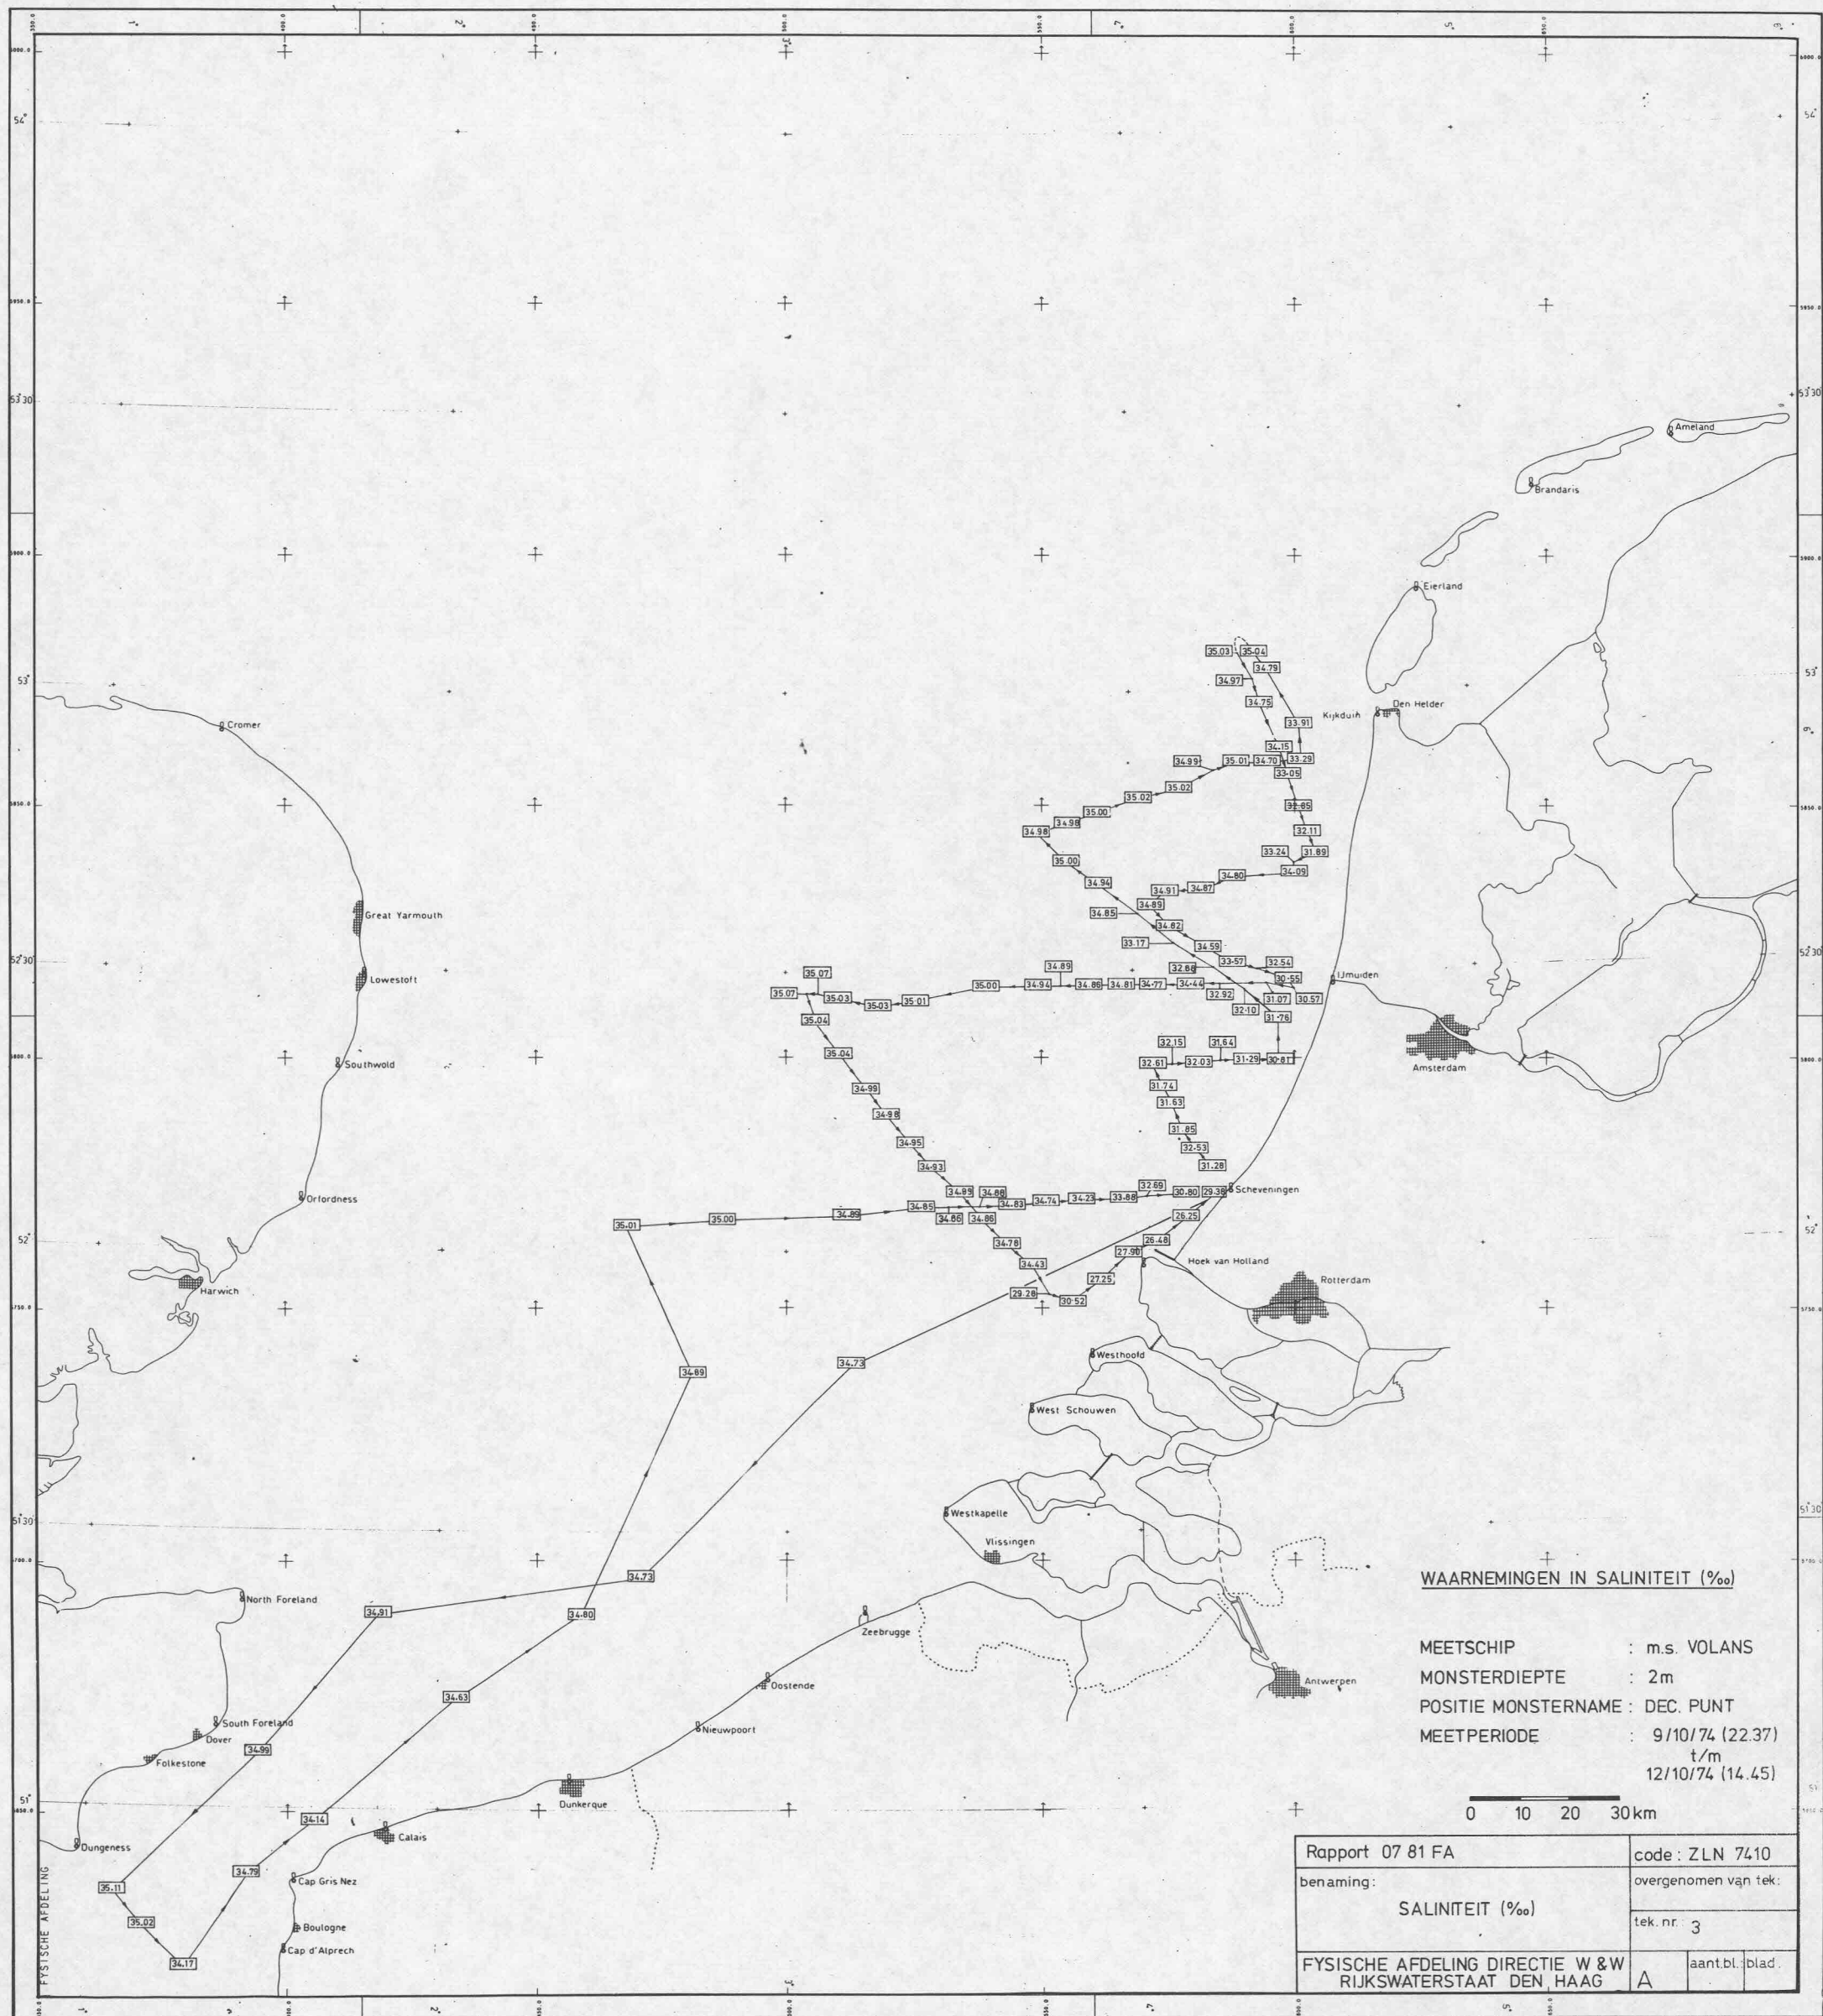 54°
54°
53°30
53°30
Ameland
Brandaris
Eierland
35.03
35.04
34.79
34.97
34.75
53°
53°
Kijkduin
Den Helder
Cromer
33.91
34.15
34.99
35.01
34.70
33.29
33.05
35.02
35.02
32.65
35.00
34.98
34.98
32.11
33.24
31.89
35.00
34.09
34.80
34.94
34.91
34.87
34.89
34.85
Great Yarmouth
34.82
33.17
34.59
52°30
52°30
33.57
32.54
35.07
34.89
32.88
30.55
IJmuiden
Lowestoft
35.07
35.03
35.03
35.01
35.00
34.94
34.86
34.81
34.77
34.44
32.92
31.07
30.57
32.10
35.04
31.76
35.04
32.15
31.64
Southwold
32.61
32.03
31.29
30.81
Amsterdam
34.99
31.74
31.63
34.98
31.85
34.95
32.53
34.93
31.28
Orfordness
34.89
34.88
32.69
30.80
29.36
Scheveningen
35.01
35.00
34.89
34.85
34.83
34.74
34.23
33.88
34.86
34.86
26.25
52°
52°
34.78
26.48
27.90
34.43
Hoek van Holland
27.25
Rotterdam
Harwich
29.28
30.52
Westhoofd
34.73
34.89
West Schouwen
51°30
51°30
Westkapelle
Vlissingen
34.73
North Foreland
34.91
34.80
Zeebrugge
WAARNEMINGEN IN SALINITEIT (‰)
MEETSCHIP : m.s. VOLANS
MONSTERDIEPTE : 2m
POSITIE MONSTERNAME : DEC. PUNT
MEETPERIODE : 9/10/74 (22.37)
t/m
12/10/74 (14.45)
Oostende
Antwerpen
34.63
South Foreland
Nieuwpoort
Dover
34.99
Folkestone
51°
51°
Dunkerque
34.14
Calais
0 10 20 30km
Dungeness
34.79
35.11
Cap Gris Nez
35.02
Boulogne
34.17
Cap d'Alprech
FYSISCHE AFDELING
Rapport 07 81 FA
code : ZLN 7410
benaming:
overgenomen van tek:
SALINITEIT (‰)
tek. nr. 3
FYSISCHE AFDELING DIRECTIE W & W
RIJKSWATERSTAAT DEN HAAG
A
aant.bl.
blad.